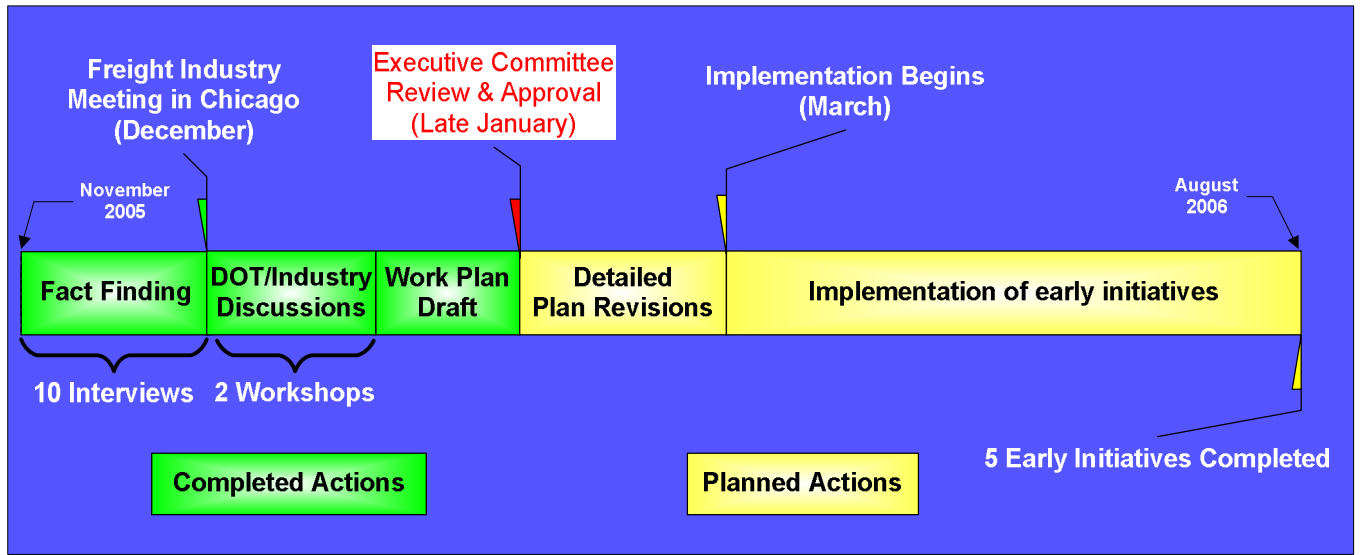 Freight Industry
Meeting in Chicago
(December)
Executive Committee
Review & Approval
(Late January)
Implementation Begins
(March)
November
2005
August
2006
Fact Finding
DOT/Industry
Discussions
Work Plan
Draft
Detailed
Plan Revisions
Implementation of early initiatives
10 Interviews
2 Workshops
5 Early Initiatives Completed
Completed Actions
Planned Actions